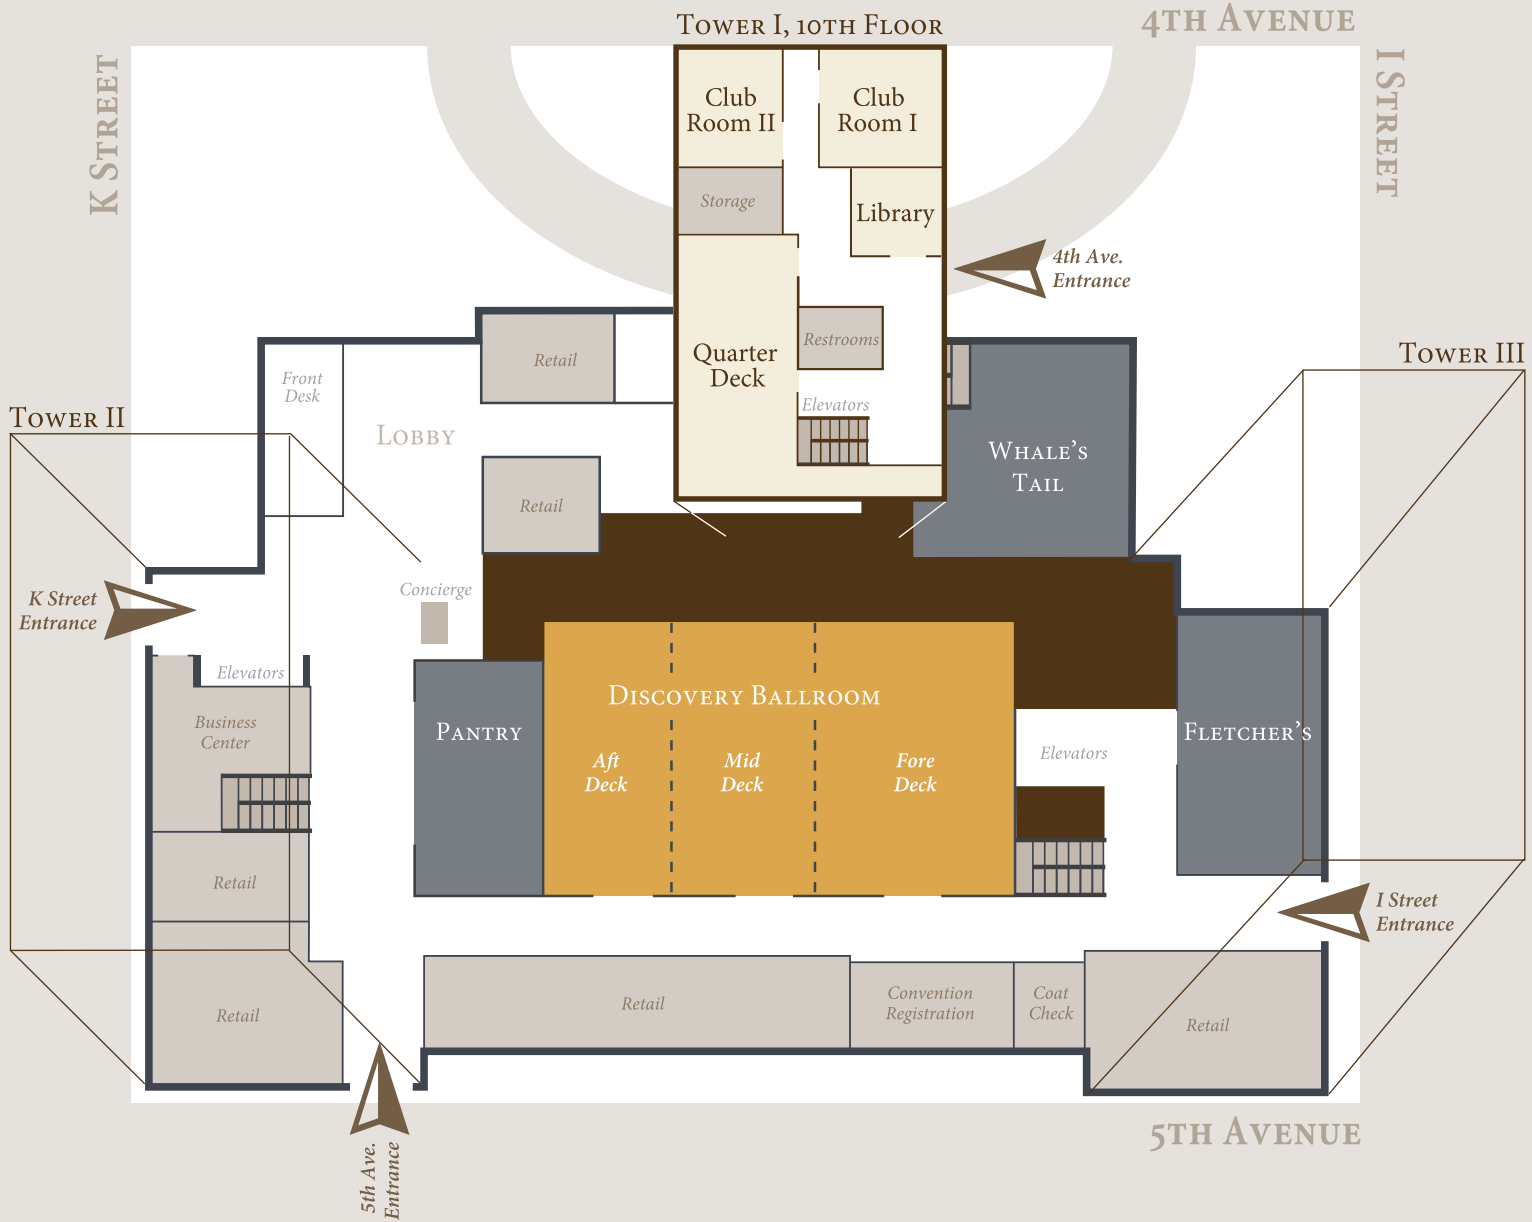 Tower I, 10th Floor
4th Avenue
K Street
I Street
Club
Room II
Club
Room I
Storage
Library
4th Ave.
Entrance
Quarter
Deck
Restrooms
Elevators
Retail
Front
Desk
Lobby
Tower II
Tower III
Whale's
Tail
Retail
Concierge
K Street
Entrance
Elevators
Business
Center
Discovery Ballroom
Pantry
Aft
Deck
Mid
Deck
Fore
Deck
Elevators
Fletcher's
Retail
I Street
Entrance
Retail
Retail
Convention
Registration
Coat
Check
Retail
5th Ave.
Entrance
5th Avenue